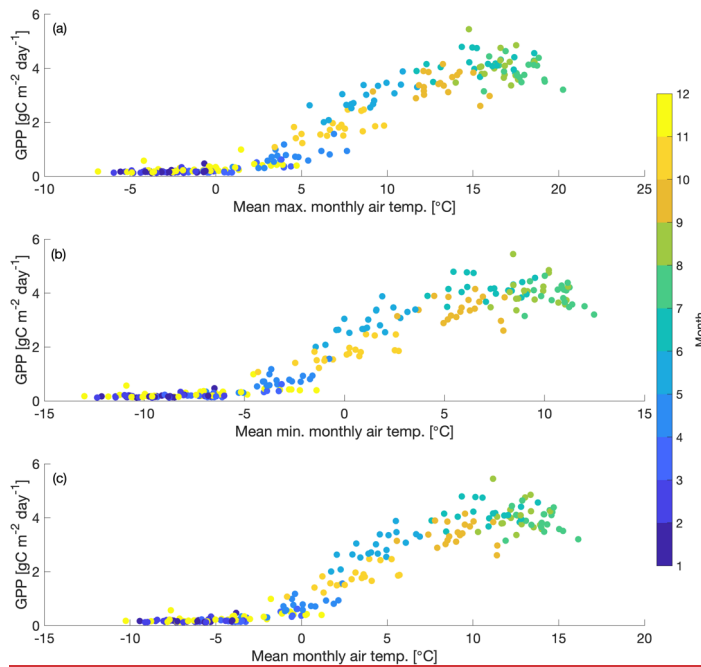 (a)
GPP [gC m⁻² day⁻¹]
6
4
2
0
-10 -5 0 5 10 15 20 25
Mean max. monthly air temp. [°C]
(b)
GPP [gC m⁻² day⁻¹]
6
4
2
0
-15 -10 -5 0 5 10 15
Mean min. monthly air temp. [°C]
(c)
GPP [gC m⁻² day⁻¹]
6
4
2
0
-15 -10 -5 0 5 10 15 20
Mean monthly air temp. [°C]
12
11
10
9
8
7
6
5
4
3
2
1
Month